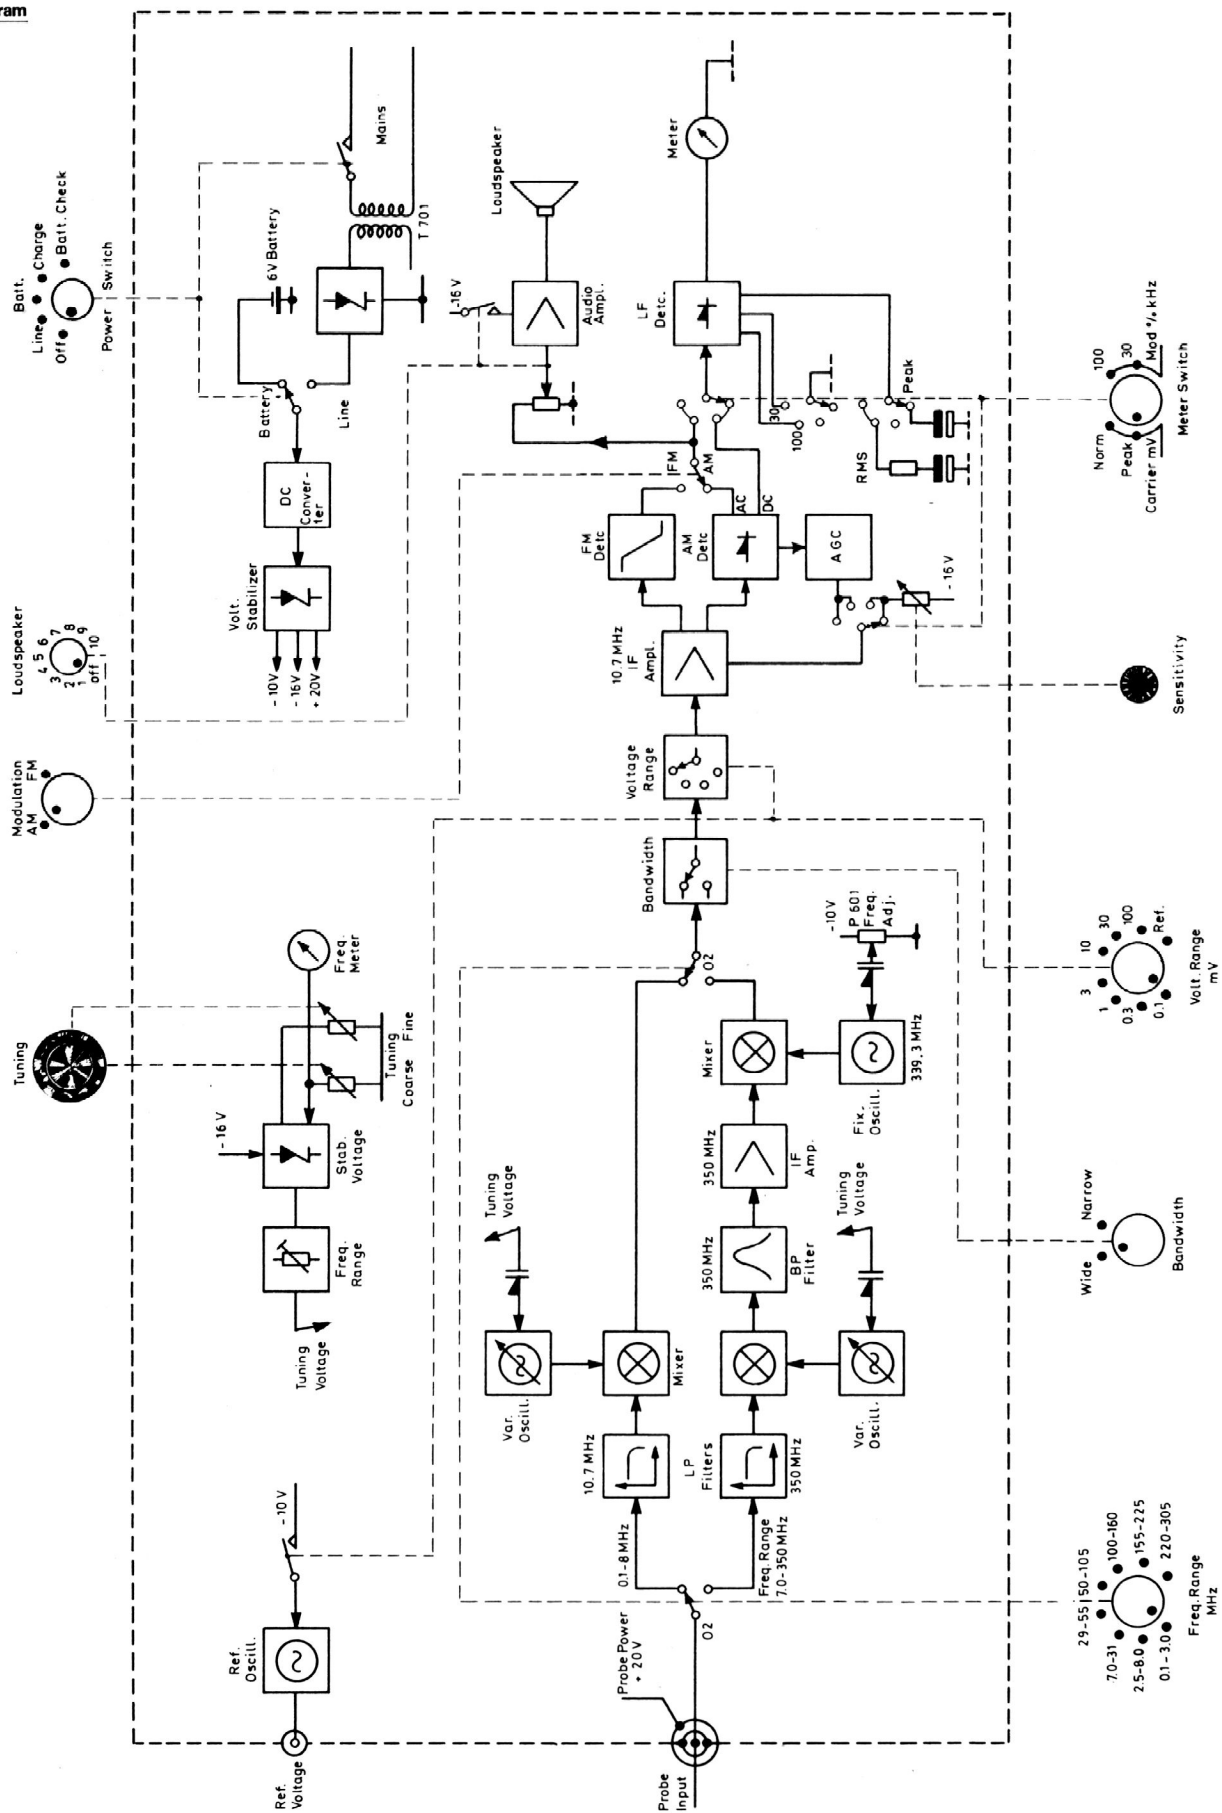 ram
Ref.
Voltage
Ref.
Oscill.
- 10 V
Tuning
Voltage
Freq.
Range
Stab.
Voltage
- 16 V
Tuning
Coarse Fine
Tuning
Freq.
Meter
Modulation
AM FM
Loudspeaker
off 1 2 3 4 5 6 7 8 9 10
- 10V
- 16V
+ 20V
Volt.
Stabilizer
DC
Conver-
ter
Battery
Line
6V Battery
Mains
T 701
Off
Line
Batt.
Charge
Batt. Check
Power Switch
Probe
Input
Probe Power
+ 20V
O2
0.1-8MHz
Freq. Range
7.0-350MHz
10.7 MHz
LP
Filters
350 MHz
Var.
Oscill.
Tuning
Voltage
Mixer
Var.
Oscill.
Tuning
Voltage
350 MHz
BP
Filter
350 MHz
IF
Amp.
Mixer
Fix.
Oscill.
339.3 MHz
-10V
P 601
Freq.
Adj.
O2
Bandwidth
Voltage
Range
10.7 MHz
IF
Ampl.
FM
Detc
AM
Detc
AC
DC
AGC
- 16 V
FM
AM
-16 V
Audio
Ampl.
Loudspeaker
LF
Detc.
Meter
30
100
RMS
Peak
0.1-3.0
2.5-8.0
7.0-31
29-55
50-105
100-160
155-225
220-305
Freq. Range
MHz
Wide
Narrow
Bandwidth
0.1
0.3
1
3
10
30
100
Ref.
Volt. Range
mV
Sensitivity
Norm
Peak
Carrier mV
100
30
Mod % kHz
Meter Switch